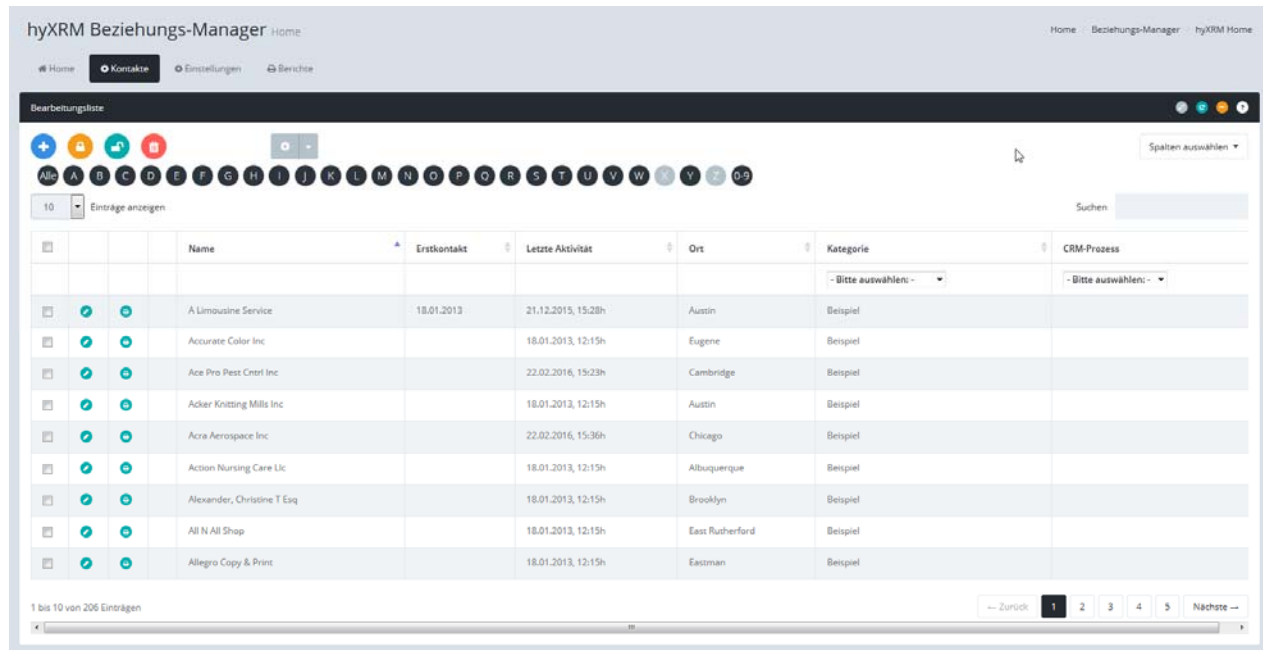 hyXRM Beziehungs-Manager Home
Home Beziehungs-Manager hyXRM Home
Home Kontakte Einstellungen Berichte
Bearbeitungsliste
Spalten auswählen
Alle A B C D E F G H I J K L M N O P Q R S T U V W X Y Z 0-9
10 Einträge anzeigen Suchen
Name Erstkontakt Letzte Aktivität Ort Kategorie CRM-Prozess
- Bitte auswählen: - - Bitte auswählen: -
A Limousine Service 18.01.2013 21.12.2015, 15:28h Austin Beispiel
Accurate Color Inc 18.01.2013, 12:15h Eugene Beispiel
Ace Pro Pest Cntrl Inc 22.02.2016, 15:23h Cambridge Beispiel
Acker Knitting Mills Inc 18.01.2013, 12:15h Austin Beispiel
Acra Aerospace Inc 22.02.2016, 15:36h Chicago Beispiel
Action Nursing Care Llc 18.01.2013, 12:15h Albuquerque Beispiel
Alexander, Christine T Esq 18.01.2013, 12:15h Brooklyn Beispiel
All N All Shop 18.01.2013, 12:15h East Rutherford Beispiel
Allegro Copy & Print 18.01.2013, 12:15h Eastman Beispiel
1 bis 10 von 206 Einträgen
← Zurück 1 2 3 4 5 Nächste →